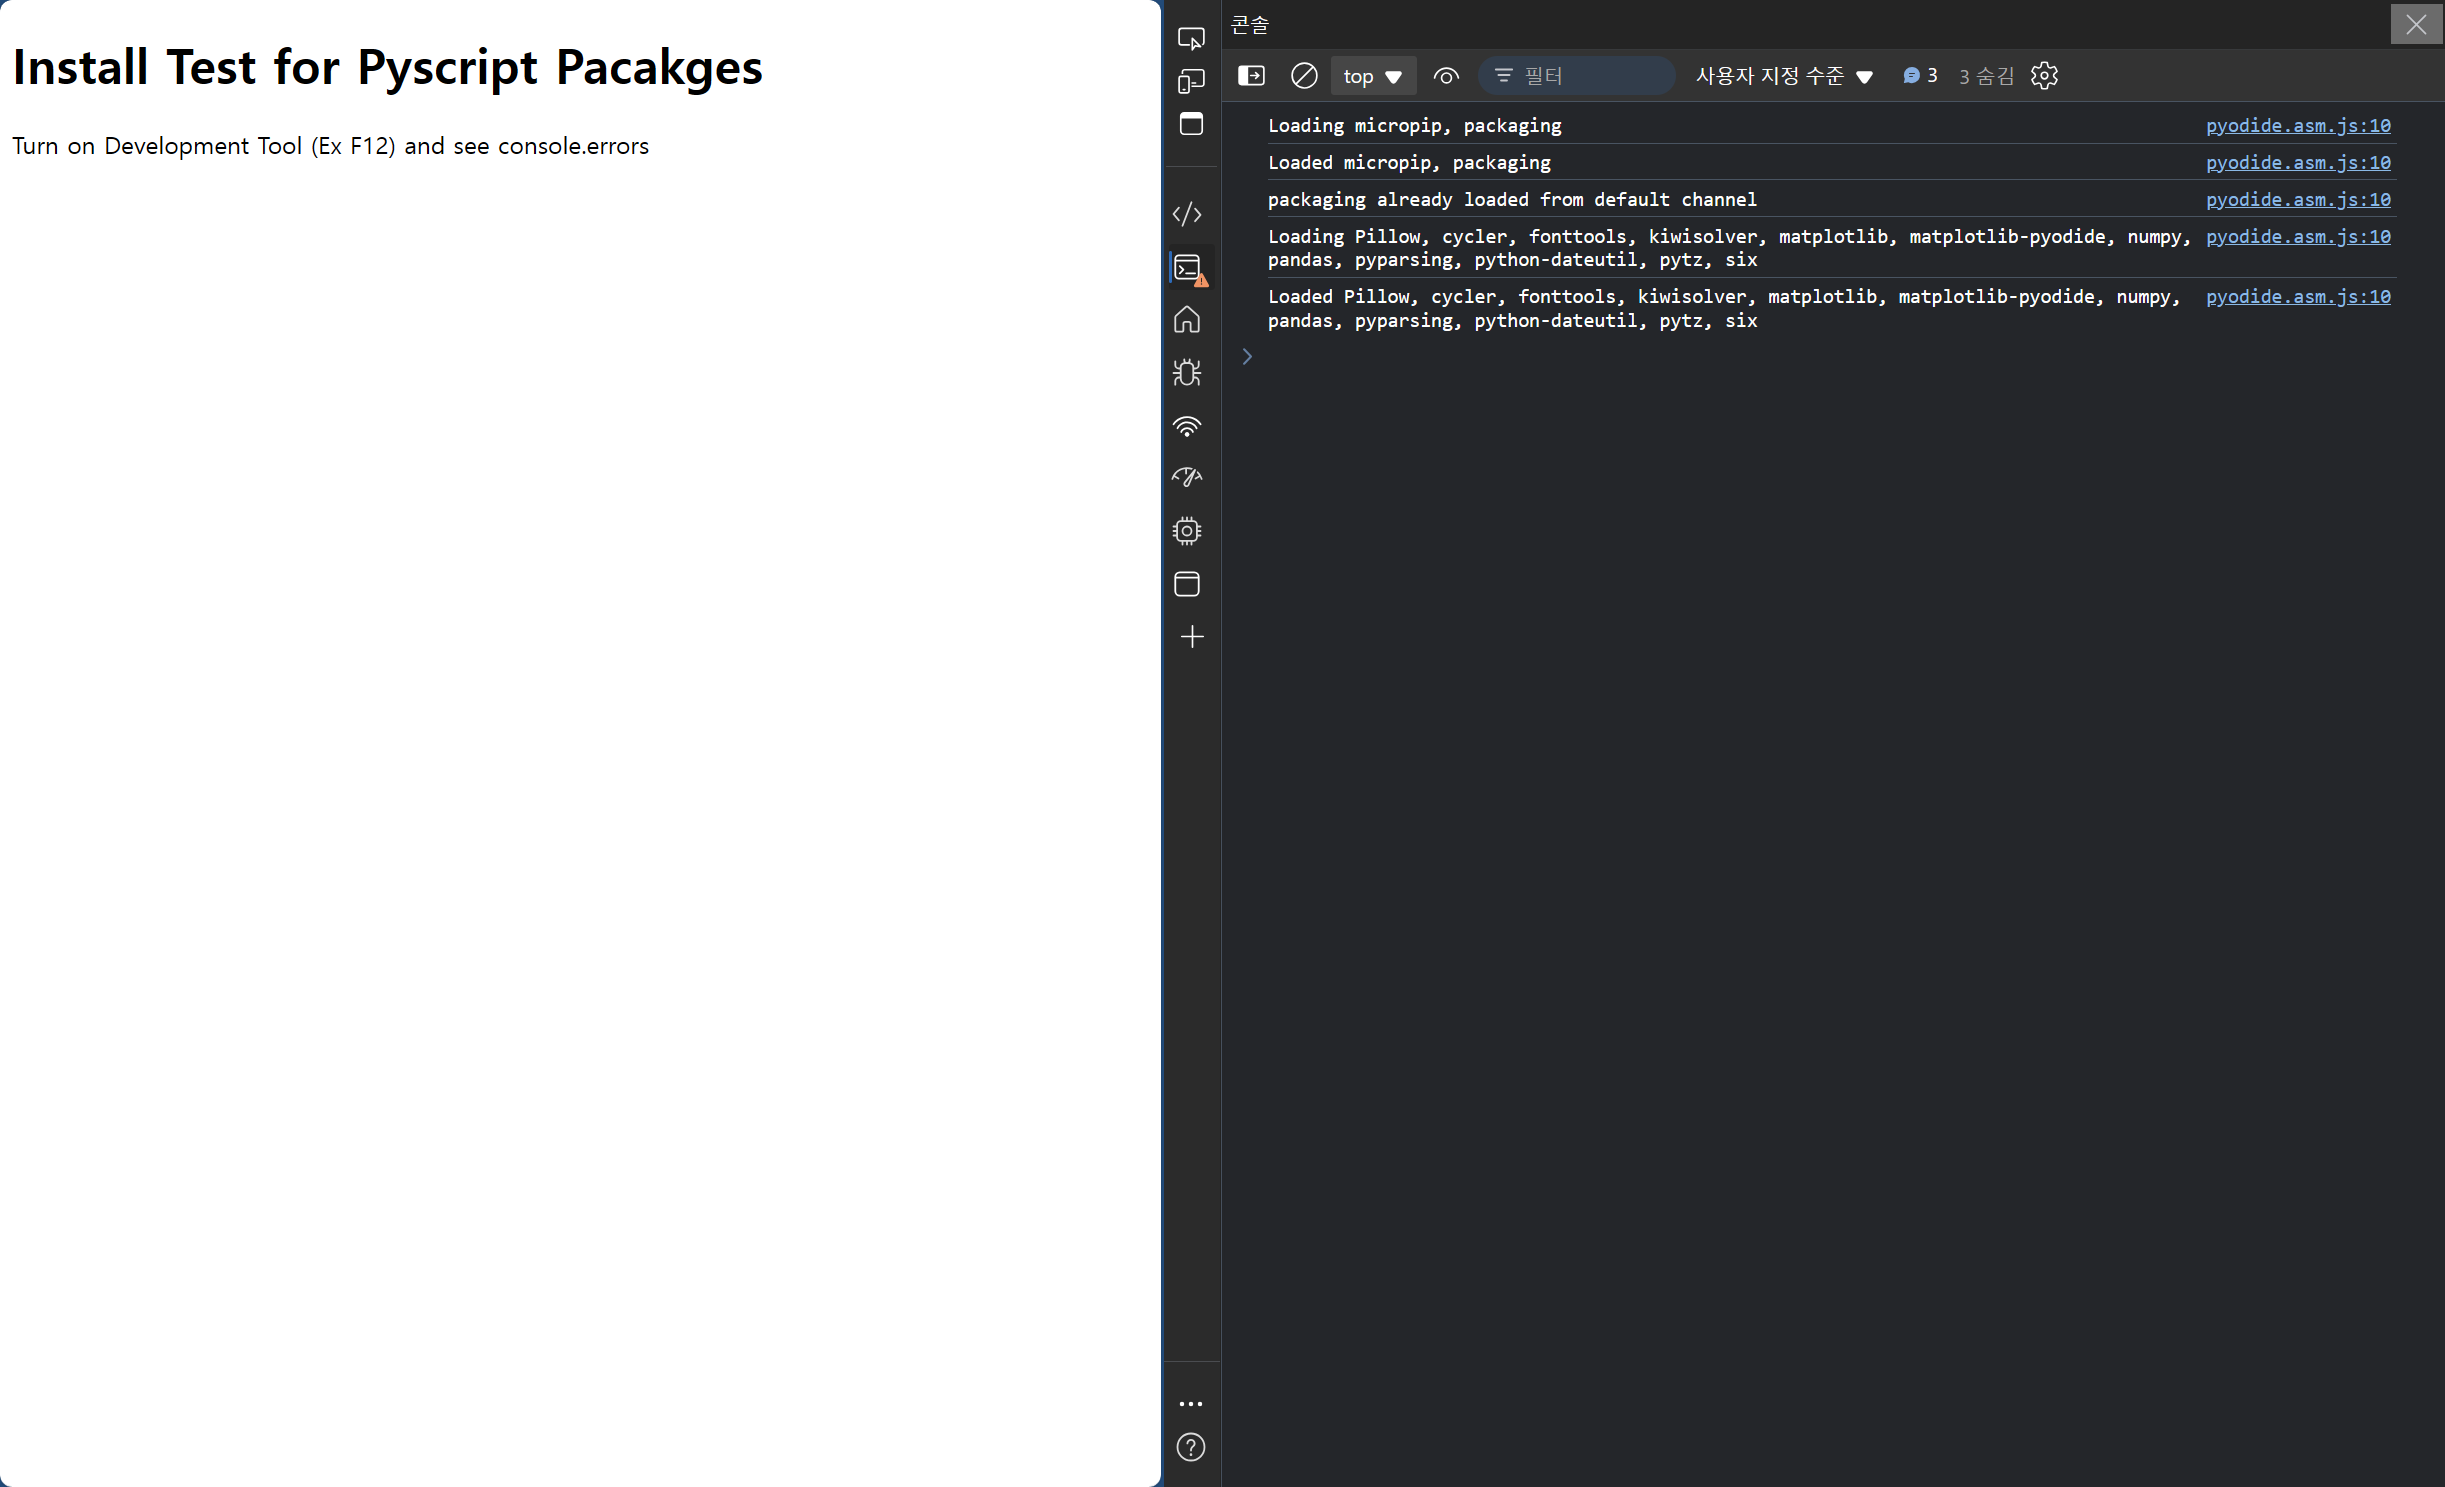 Install Test for Pyscript Pacakges
Turn on Development Tool (Ex F12) and see console.errors
콘솔
top
필터
사용자 지정 수준
3
3 숨김
Loading micropip, packaging
pyodide.asm.js:10
Loaded micropip, packaging
pyodide.asm.js:10
packaging already loaded from default channel
pyodide.asm.js:10
Loading Pillow, cycler, fonttools, kiwisolver, matplotlib, matplotlib-pyodide, numpy,
pyodide.asm.js:10
pandas, pyparsing, python-dateutil, pytz, six
Loaded Pillow, cycler, fonttools, kiwisolver, matplotlib, matplotlib-pyodide, numpy,
pyodide.asm.js:10
pandas, pyparsing, python-dateutil, pytz, six